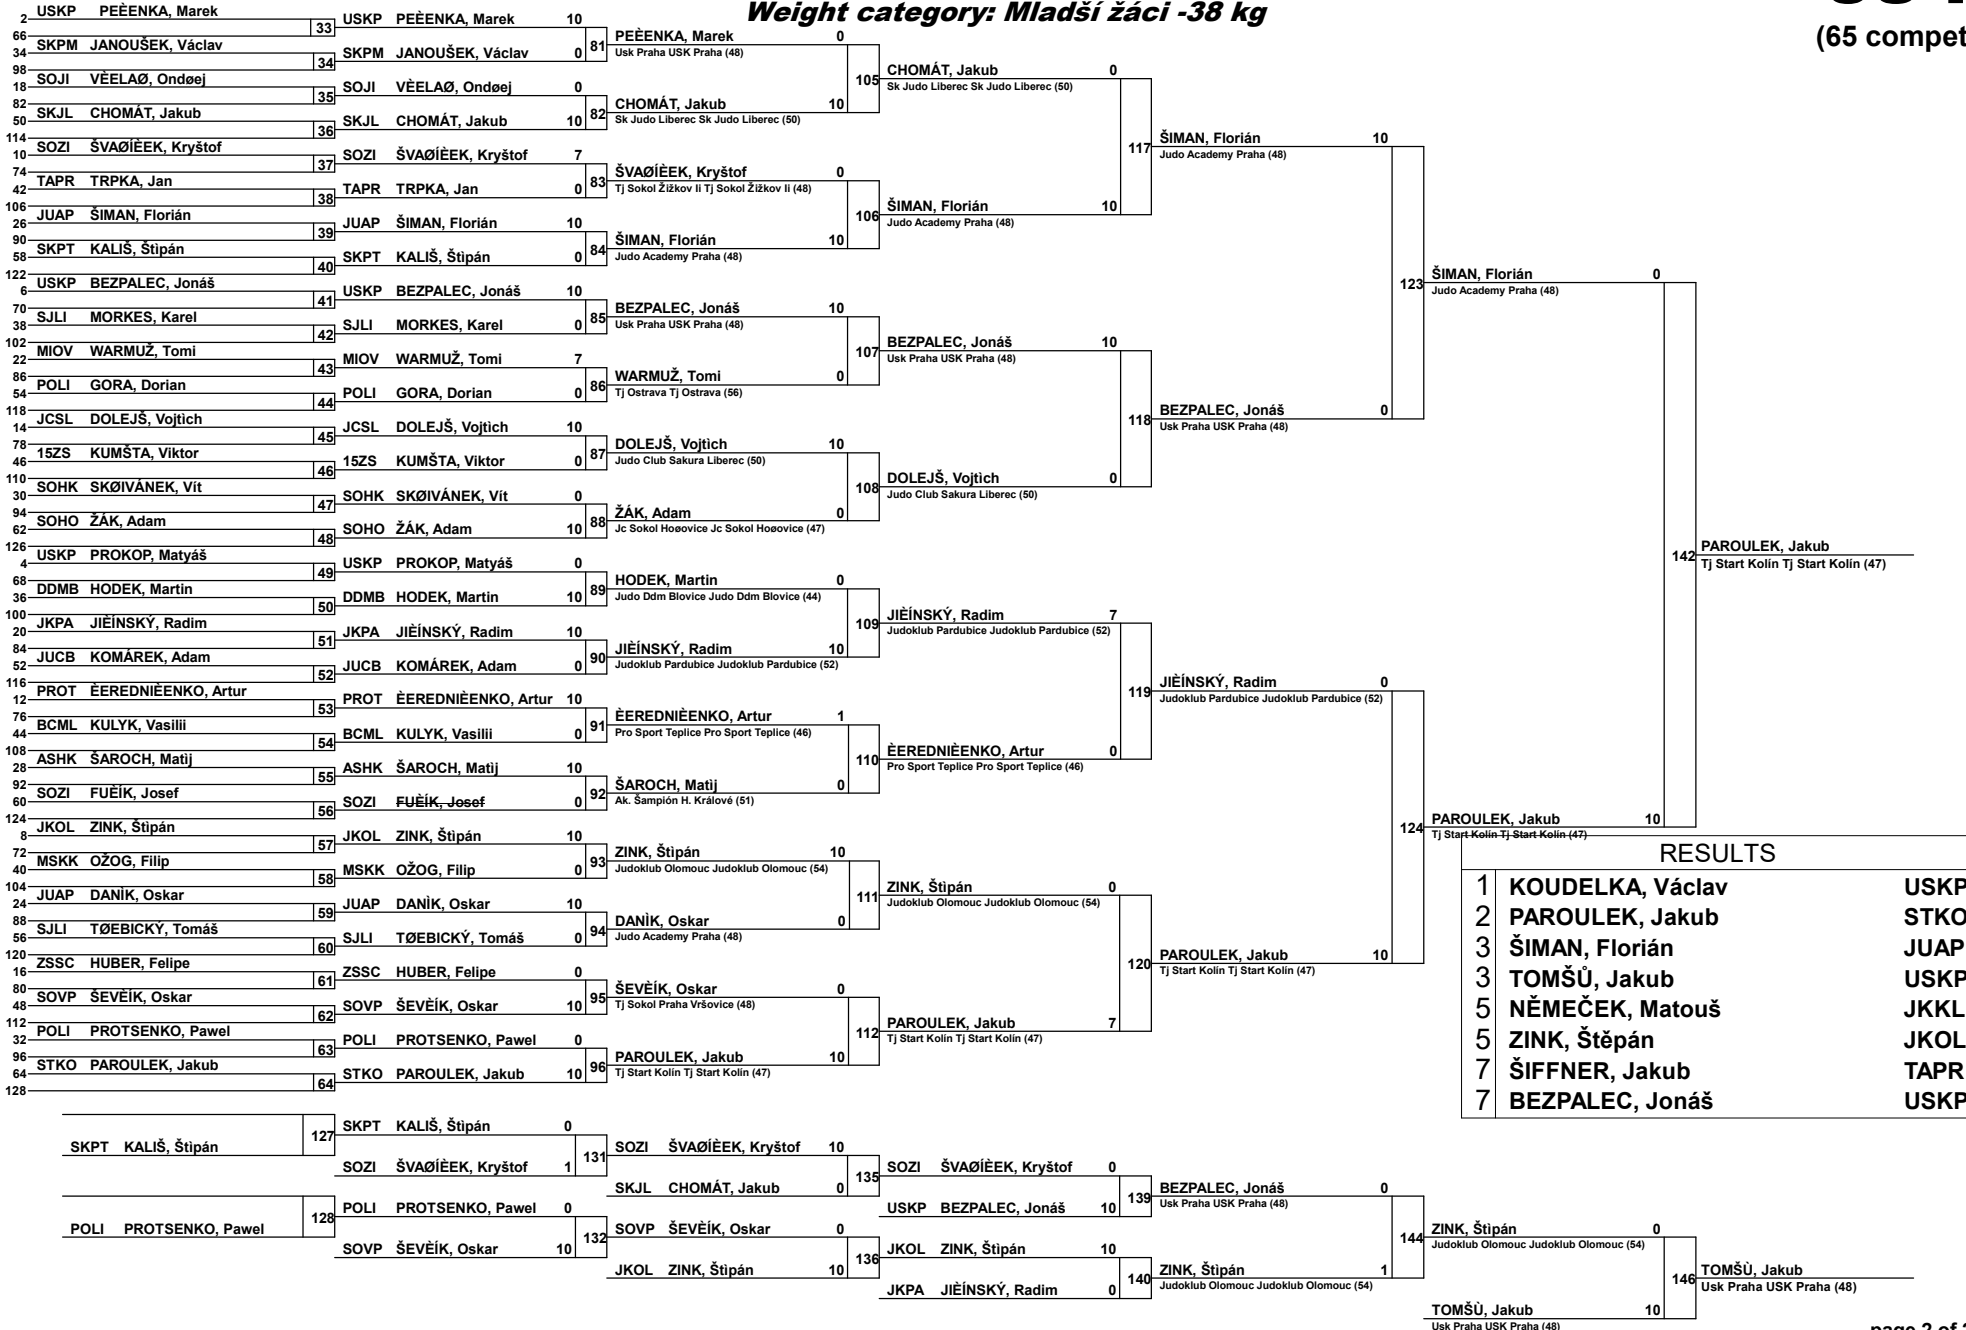 Weight category: Mladší žáci -38 kg
(65 compet
2 USKP PEÈENKA, Marek
66
33
34 SKPM JANOUŠEK, Václav
98
34
18 SOJI VÈELAØ, Ondøej
82
35
50 SKJL CHOMÁT, Jakub
114
36
10 SOZI ŠVAØÍÈEK, Kryštof
74
37
42 TAPR TRPKA, Jan
106
38
26 JUAP ŠIMAN, Florián
90
39
58 SKPT KALIŠ, Štìpán
122
40
6 USKP BEZPALEC, Jonáš
70
41
38 SJLI MORKES, Karel
102
42
22 MIOV WARMUŽ, Tomi
86
43
54 POLI GORA, Dorian
118
44
14 JCSL DOLEJŠ, Vojtìch
78
45
46 15ZS KUMŠTA, Viktor
110
46
30 SOHK SKØIVÁNEK, Vít
94
47
62 SOHO ŽÁK, Adam
126
48
4 USKP PROKOP, Matyáš
68
49
36 DDMB HODEK, Martin
100
50
20 JKPA JIÈÍNSKÝ, Radim
84
51
52 JUCB KOMÁREK, Adam
116
52
12 PROT ÈEREDNIÈENKO, Artur
76
53
44 BCML KULYK, Vasilii
108
54
28 ASHK ŠAROCH, Matìj
92
55
60 SOZI FUÈÍK, Josef
124
56
8 JKOL ZINK, Štìpán
72
57
40 MSKK OŽOG, Filip
104
58
24 JUAP DANÌK, Oskar
88
59
56 SJLI TØEBICKÝ, Tomáš
120
60
16 ZSSC HUBER, Felipe
80
61
48 SOVP ŠEVÈÍK, Oskar
112
62
32 POLI PROTSENKO, Pawel
96
63
64 STKO PAROULEK, Jakub
128
64
USKP PEÈENKA, Marek 10
81
SKPM JANOUŠEK, Václav 0
SOJI VÈELAØ, Ondøej 0
82
SKJL CHOMÁT, Jakub 10
SOZI ŠVAØÍÈEK, Kryštof 7
83
TAPR TRPKA, Jan 0
JUAP ŠIMAN, Florián 10
84
SKPT KALIŠ, Štìpán 0
USKP BEZPALEC, Jonáš 10
85
SJLI MORKES, Karel 0
MIOV WARMUŽ, Tomi 7
86
POLI GORA, Dorian 0
JCSL DOLEJŠ, Vojtìch 10
87
15ZS KUMŠTA, Viktor 0
SOHK SKØIVÁNEK, Vít 0
88
SOHO ŽÁK, Adam 10
USKP PROKOP, Matyáš 0
89
DDMB HODEK, Martin 10
JKPA JIÈÍNSKÝ, Radim 10
90
JUCB KOMÁREK, Adam 0
PROT ÈEREDNIÈENKO, Artur 10
91
BCML KULYK, Vasilii 0
ASHK ŠAROCH, Matìj 10
92
SOZI FUÈÍK, Josef 0
JKOL ZINK, Štìpán 10
93
MSKK OŽOG, Filip 0
JUAP DANÌK, Oskar 10
94
SJLI TØEBICKÝ, Tomáš 0
ZSSC HUBER, Felipe 0
95
SOVP ŠEVÈÍK, Oskar 10
POLI PROTSENKO, Pawel 0
96
STKO PAROULEK, Jakub 10
PEÈENKA, Marek 0
Usk Praha USK Praha (48)
105
CHOMÁT, Jakub 10
Sk Judo Liberec Sk Judo Liberec (50)
ŠVAØÍÈEK, Kryštof 0
Tj Sokol Žižkov Ii Tj Sokol Žižkov Ii (48)
106
ŠIMAN, Florián 10
Judo Academy Praha (48)
BEZPALEC, Jonáš 10
Usk Praha USK Praha (48)
107
WARMUŽ, Tomi 0
Tj Ostrava Tj Ostrava (56)
DOLEJŠ, Vojtìch 10
Judo Club Sakura Liberec (50)
108
ŽÁK, Adam 0
Jc Sokol Hoøovice Jc Sokol Hoøovice (47)
HODEK, Martin 0
Judo Ddm Blovice Judo Ddm Blovice (44)
109
JIÈÍNSKÝ, Radim 10
Judoklub Pardubice Judoklub Pardubice (52)
ÈEREDNIÈENKO, Artur 1
Pro Sport Teplice Pro Sport Teplice (46)
110
ŠAROCH, Matìj 0
Ak. Šampión H. Králové (51)
ZINK, Štìpán 10
Judoklub Olomouc Judoklub Olomouc (54)
111
DANÌK, Oskar 0
Judo Academy Praha (48)
ŠEVÈÍK, Oskar 0
Tj Sokol Praha Vršovice (48)
112
PAROULEK, Jakub 10
Tj Start Kolín Tj Start Kolín (47)
CHOMÁT, Jakub 0
Sk Judo Liberec Sk Judo Liberec (50)
117
ŠIMAN, Florián 10
Judo Academy Praha (48)
BEZPALEC, Jonáš 10
Usk Praha USK Praha (48)
118
DOLEJŠ, Vojtìch 0
Judo Club Sakura Liberec (50)
JIÈÍNSKÝ, Radim 7
Judoklub Pardubice Judoklub Pardubice (52)
119
ÈEREDNIÈENKO, Artur 0
Pro Sport Teplice Pro Sport Teplice (46)
ZINK, Štìpán 0
Judoklub Olomouc Judoklub Olomouc (54)
120
PAROULEK, Jakub 7
Tj Start Kolín Tj Start Kolín (47)
ŠIMAN, Florián 10
Judo Academy Praha (48)
123
BEZPALEC, Jonáš 0
Usk Praha USK Praha (48)
JIÈÍNSKÝ, Radim 0
Judoklub Pardubice Judoklub Pardubice (52)
124
PAROULEK, Jakub 10
Tj Start Kolín Tj Start Kolín (47)
ŠIMAN, Florián 0
Judo Academy Praha (48)
142
PAROULEK, Jakub 10
Tj Start Kolín Tj Start Kolín (47)
PAROULEK, Jakub
Tj Start Kolín Tj Start Kolín (47)
RESULTS
1 KOUDELKA, Václav USKP
2 PAROULEK, Jakub STKO
3 ŠIMAN, Florián JUAP
3 TOMŠŮ, Jakub USKP
5 NĚMEČEK, Matouš JKKL
5 ZINK, Štěpán JKOL
7 ŠIFFNER, Jakub TAPR
7 BEZPALEC, Jonáš USKP
127
SKPT KALIŠ, Štìpán
128
POLI PROTSENKO, Pawel
SKPT KALIŠ, Štìpán 0
131
SOZI ŠVAØÍÈEK, Kryštof 1
POLI PROTSENKO, Pawel 0
132
SOVP ŠEVÈÍK, Oskar 10
SOZI ŠVAØÍÈEK, Kryštof 10
135
SKJL CHOMÁT, Jakub 0
SOVP ŠEVÈÍK, Oskar 0
136
JKOL ZINK, Štìpán 10
SOZI ŠVAØÍÈEK, Kryštof 0
139
USKP BEZPALEC, Jonáš 10
JKOL ZINK, Štìpán 10
140
JKPA JIÈÍNSKÝ, Radim 0
BEZPALEC, Jonáš 0
Usk Praha USK Praha (48)
144
ZINK, Štìpán 1
Judoklub Olomouc Judoklub Olomouc (54)
ZINK, Štìpán 0
Judoklub Olomouc Judoklub Olomouc (54)
146
TOMŠÙ, Jakub 10
Usk Praha USK Praha (48)
TOMŠÙ, Jakub
Usk Praha USK Praha (48)